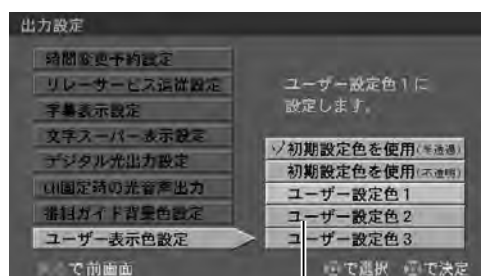 出力設定
時間変更予約設定
リレーサービス追従設定
字幕表示設定
文字スーパー表示設定
デジタル光出力設定
UI固定時の光音声出力
番組ガイド背景色設定
ユーザー表示色設定
ユーザー設定色1に
設定します。
初期設定色を使用(半透過)
初期設定色を使用(不透明)
ユーザー設定色1
ユーザー設定色2
ユーザー設定色3
で前画面
で選択 で決定